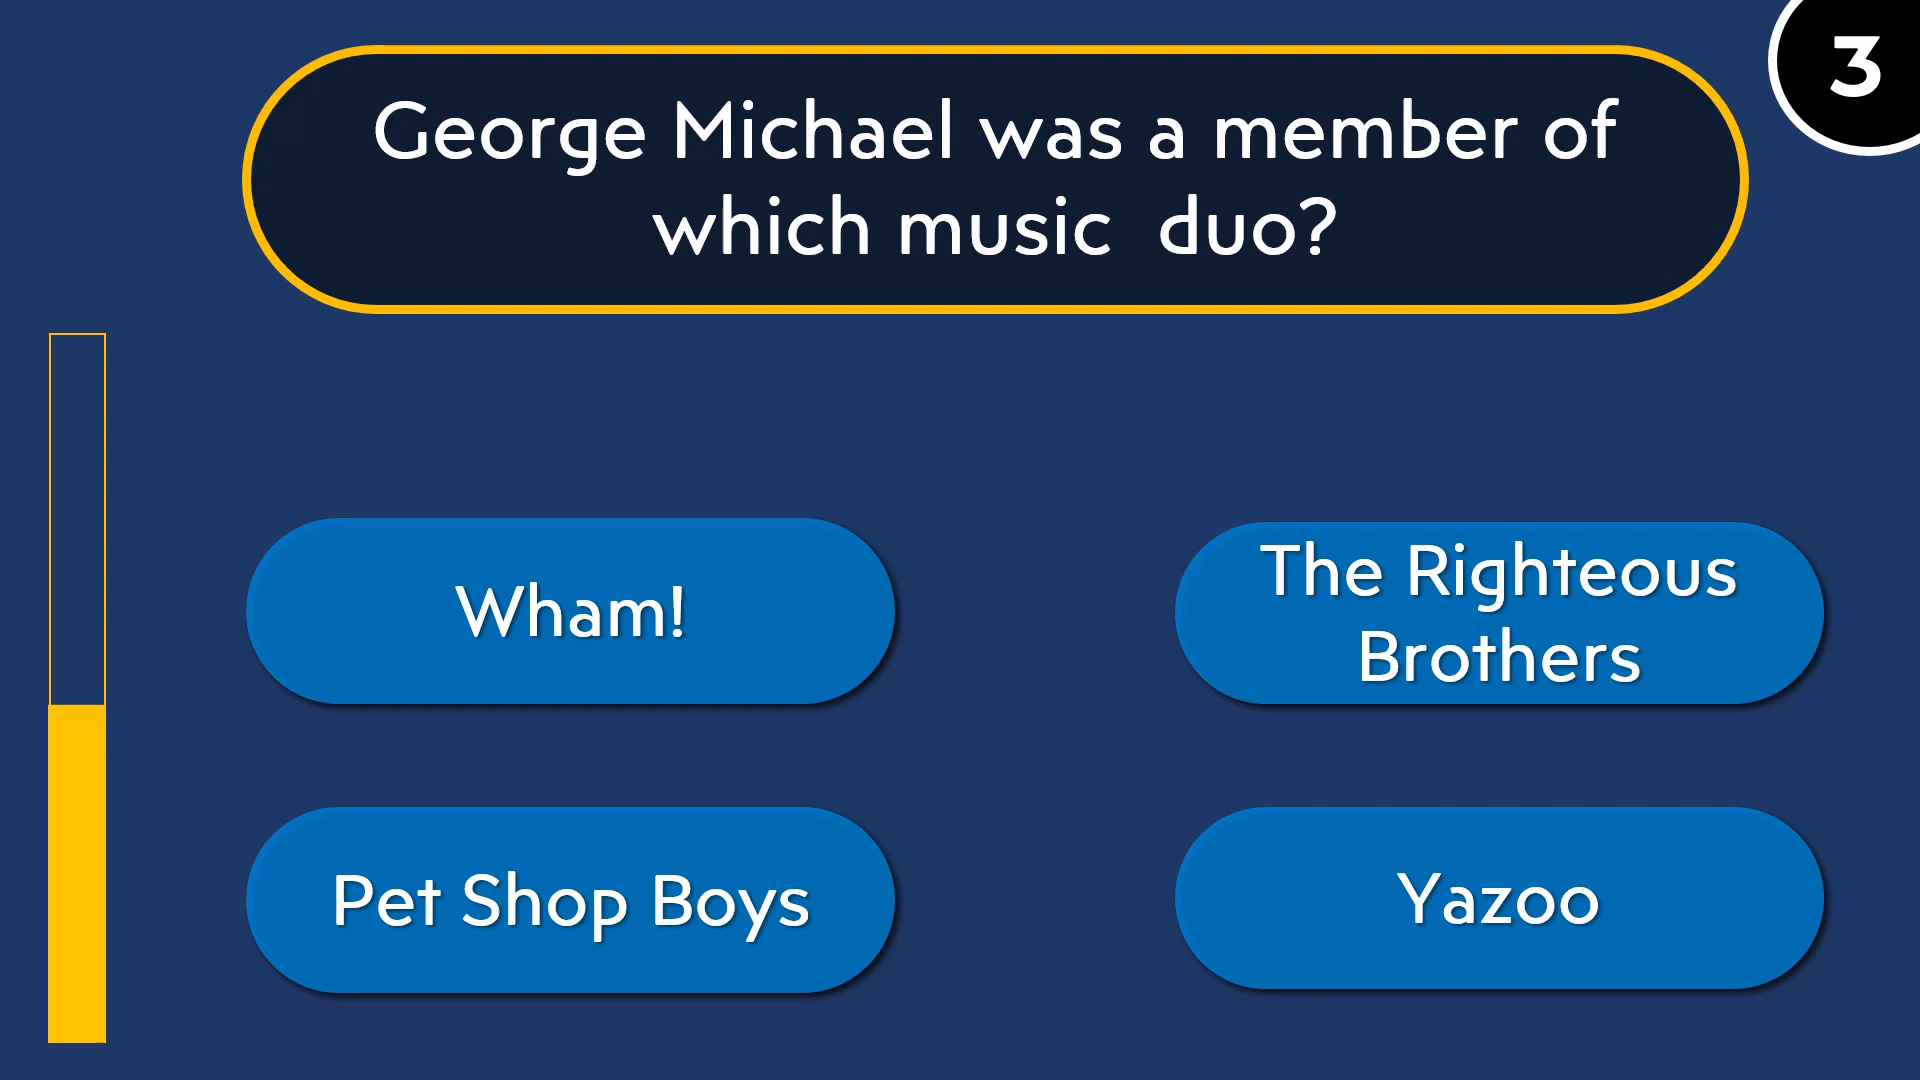 3
George Michael was a member of
which music  duo?
Wham!
The Righteous
Brothers
Pet Shop Boys
Yazoo